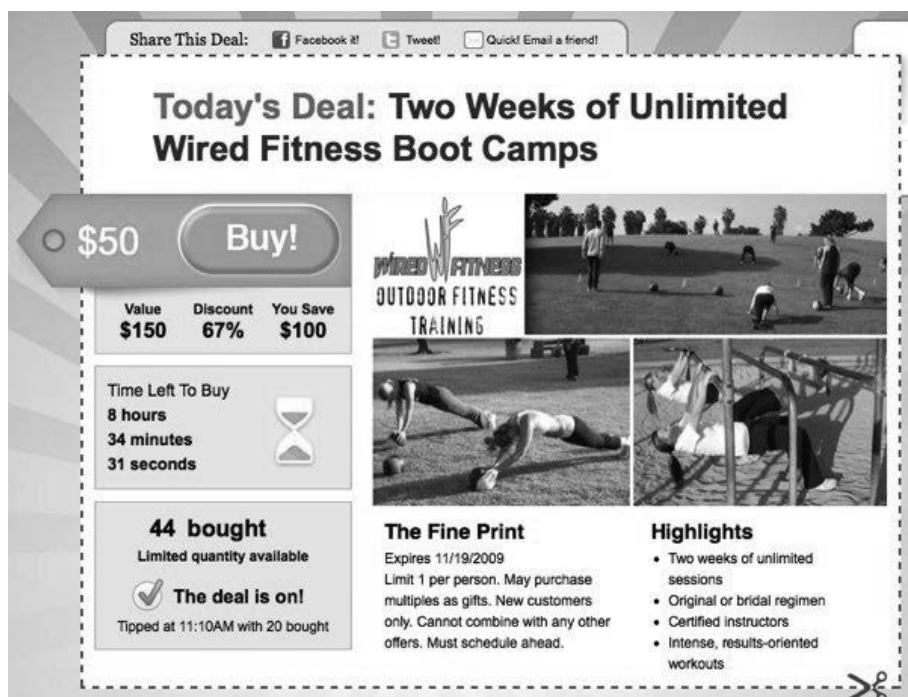 Share This Deal: Facebook it! Tweet! Quick! Email a friend!
Today's Deal: Two Weeks of Unlimited
Wired Fitness Boot Camps
$50 Buy!
Value Discount You Save
$150 67% $100
Time Left To Buy
8 hours
34 minutes
31 seconds
44 bought
Limited quantity available
The deal is on!
Tipped at 11:10AM with 20 bought
WIRED WF FITNESS
OUTDOOR FITNESS
TRAINING
The Fine Print
Expires 11/19/2009
Limit 1 per person. May purchase
multiples as gifts. New customers
only. Cannot combine with any other
offers. Must schedule ahead.
Highlights
• Two weeks of unlimited
sessions
• Original or bridal regimen
• Certified instructors
• Intense, results-oriented
workouts